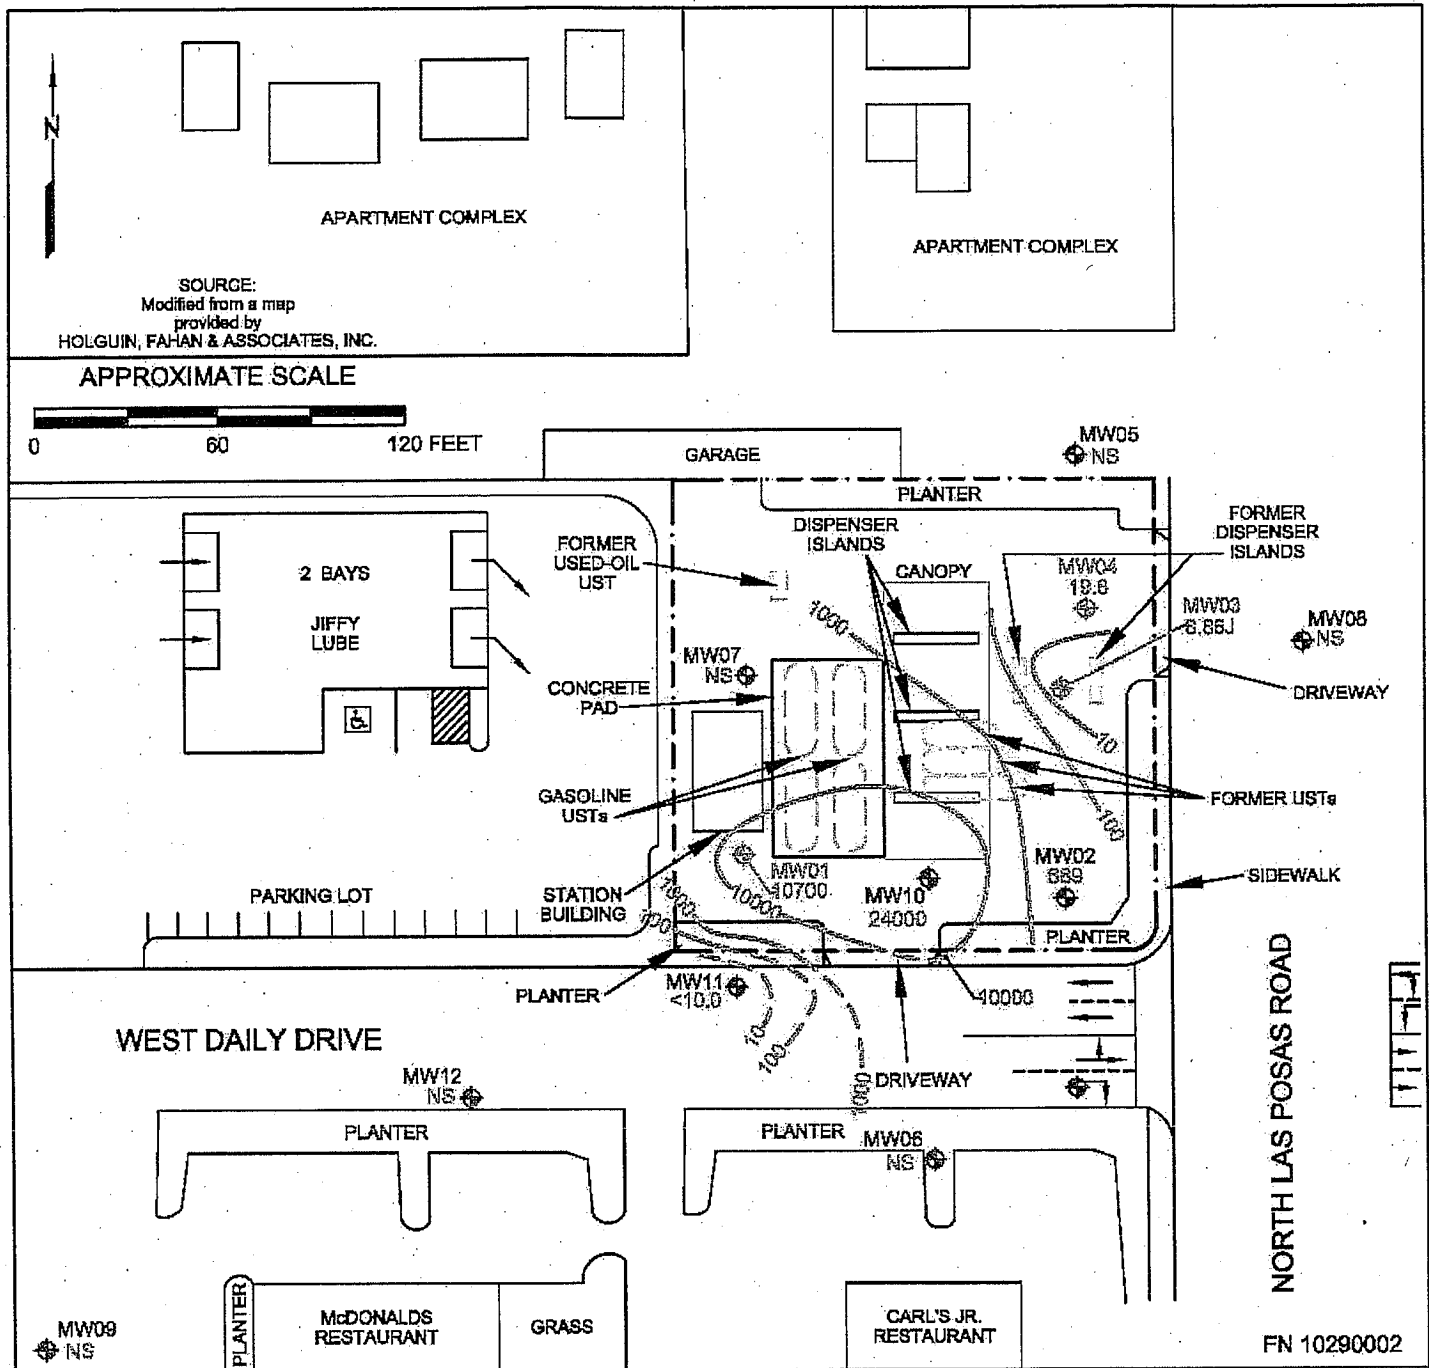 N
APARTMENT COMPLEX
APARTMENT COMPLEX
SOURCE:
Modified from a map
provided by
HOLGUIN, FAHAN & ASSOCIATES, INC.
APPROXIMATE SCALE
0 60 120 FEET
GARAGE
MW05
NS
PLANTER
DISPENSER
ISLANDS
FORMER
DISPENSER
ISLANDS
FORMER
USED-OIL
UST
CANOPY
MW04
19.8
MW03
6.86J
MW08
NS
2 BAYS
JIFFY
LUBE
1000
MW07
NS
CONCRETE
PAD
DRIVEWAY
10
GASOLINE
USTs
FORMER USTs
100
MW01
10700
MW10
24000
MW02
889
SIDEWALK
PARKING LOT
STATION
BUILDING
10000
1000
100
PLANTER
PLANTER
MW11
<10.0
10000
WEST DAILY DRIVE
10
100
1000
DRIVEWAY
MW12
NS
PLANTER
PLANTER
MW06
NS
NORTH LAS POSAS ROAD
PLANTER
McDONALDS
RESTAURANT
GRASS
CARL'S JR.
RESTAURANT
MW09
NS
FN 10290002